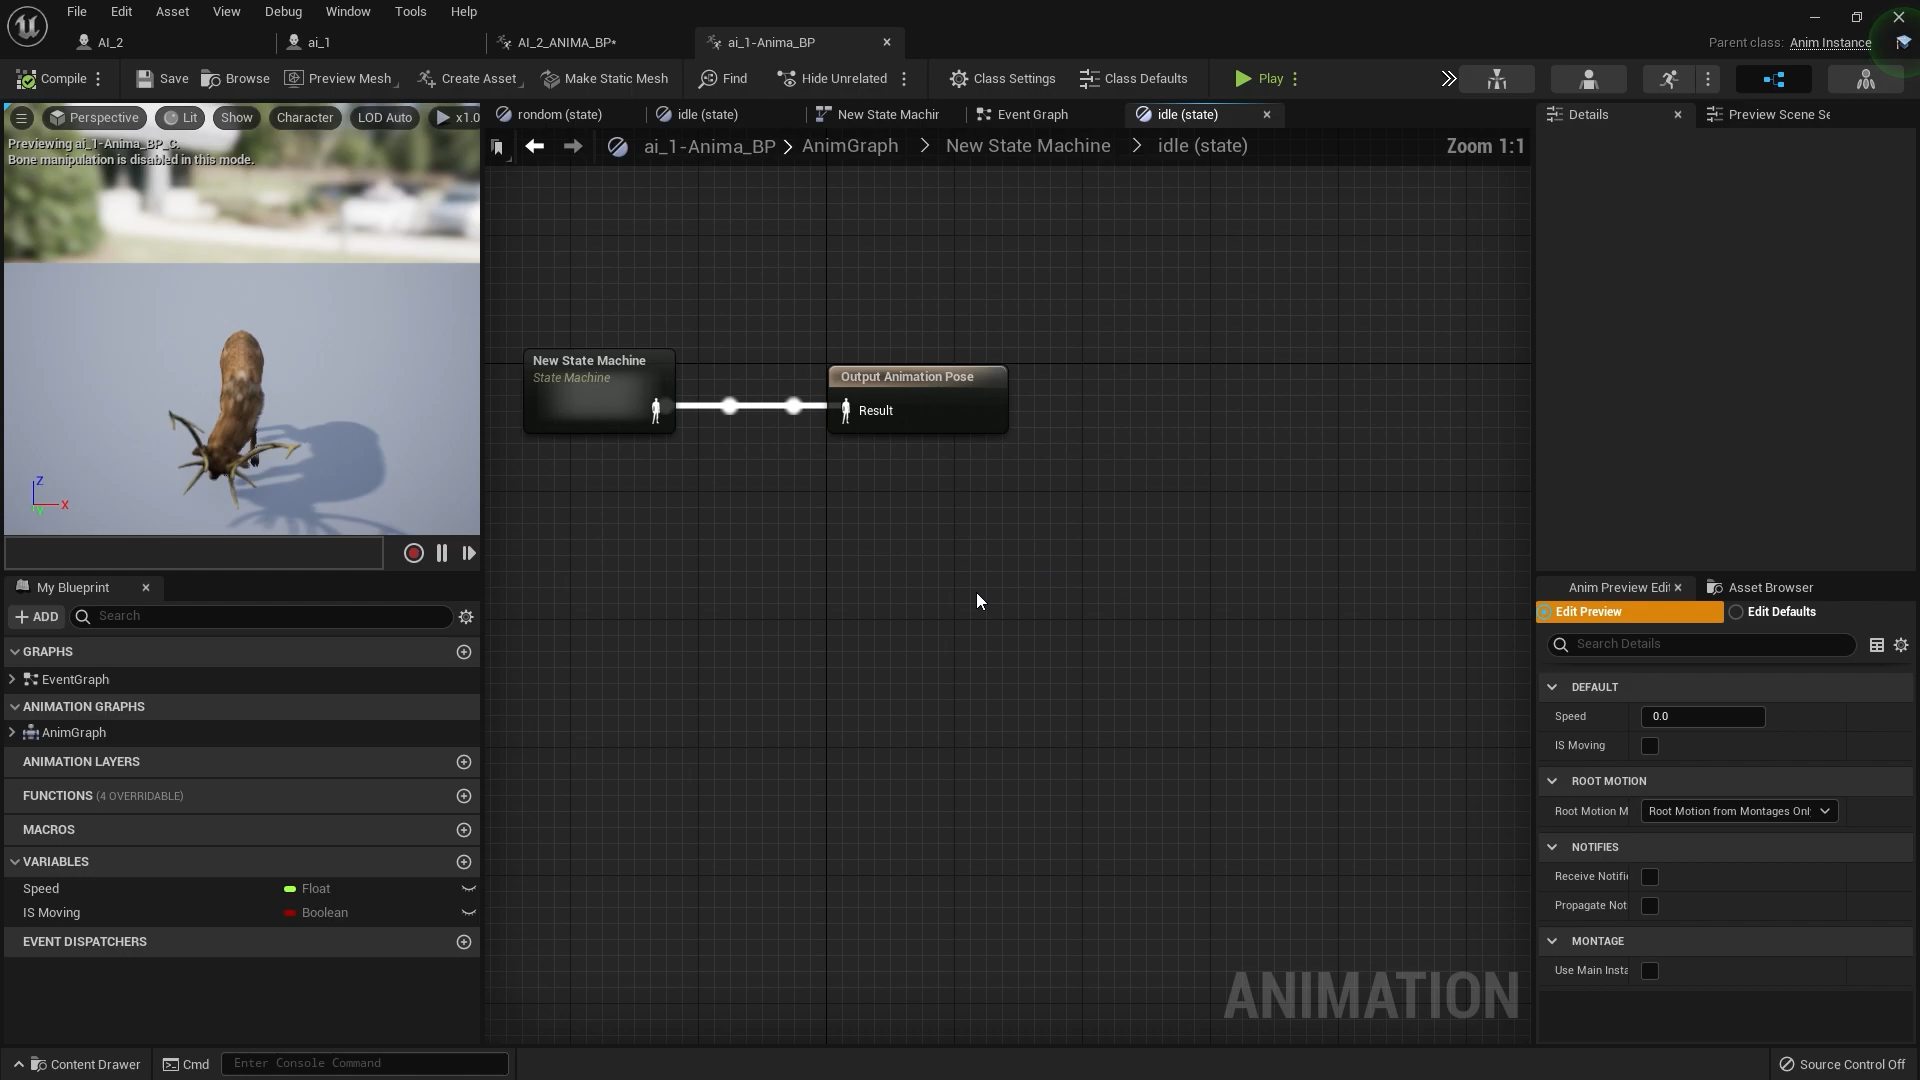 File Edit Asset View Debug Window Tools Help
AI_2
ai_1
AI_2_ANIMA_BP*
ai_1-Anima_BP
Parent class: Anim Instance
Compile
Save
Browse
Preview Mesh
Create Asset
Make Static Mesh
Find
Hide Unrelated
Class Settings
Class Defaults
Play
Perspective
Lit
Show
Character
LOD Auto
x1.0
Previewing ai_1-Anima_BP_C.
Bone manipulation is disabled in this mode.
Z
X
Y
rondom (state)
idle (state)
New State Machir
Event Graph
idle (state)
ai_1-Anima_BP > AnimGraph > New State Machine > idle (state)
Zoom 1:1
New State Machine
State Machine
Output Animation Pose
Result
ANIMATION
My Blueprint
ADD
Search
GRAPHS
EventGraph
ANIMATION GRAPHS
AnimGraph
ANIMATION LAYERS
FUNCTIONS (4 OVERRIDABLE)
MACROS
VARIABLES
Speed Float
IS Moving Boolean
EVENT DISPATCHERS
Details
Preview Scene Se
Anim Preview Edit
Asset Browser
Edit Preview
Edit Defaults
Search Details
DEFAULT
Speed 0.0
IS Moving
ROOT MOTION
Root Motion M Root Motion from Montages Onl
NOTIFIES
Receive Notifi
Propagate Not
MONTAGE
Use Main Insta
Content Drawer
Cmd
Enter Console Command
Source Control Off